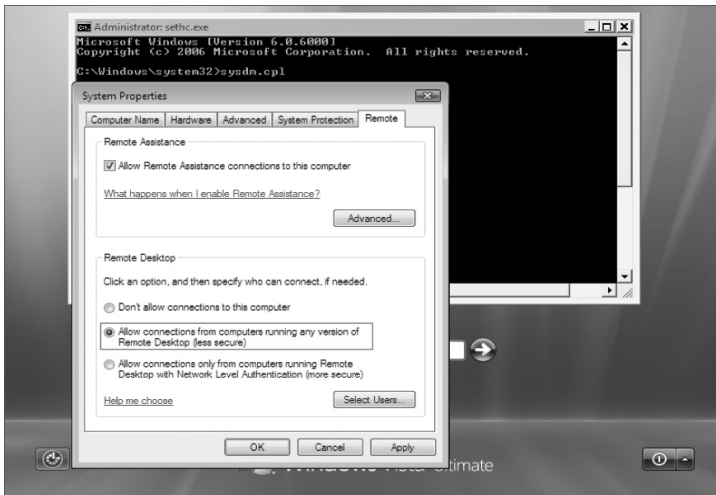 Administrator: sethc.exe
Microsoft Windows [Version 6.0.6000]
Copyright (c) 2006 Microsoft Corporation.  All rights reserved.
C:\Windows\system32>sysdm.cpl
System Properties
Computer Name
Hardware
Advanced
System Protection
Remote
Remote Assistance
Allow Remote Assistance connections to this computer
What happens when I enable Remote Assistance?
Advanced...
Remote Desktop
Click an option, and then specify who can connect, if needed.
Don't allow connections to this computer
Allow connections from computers running any version of
Remote Desktop (less secure)
Allow connections only from computers running Remote
Desktop with Network Level Authentication (more secure)
Help me choose
Select Users...
OK
Cancel
Apply